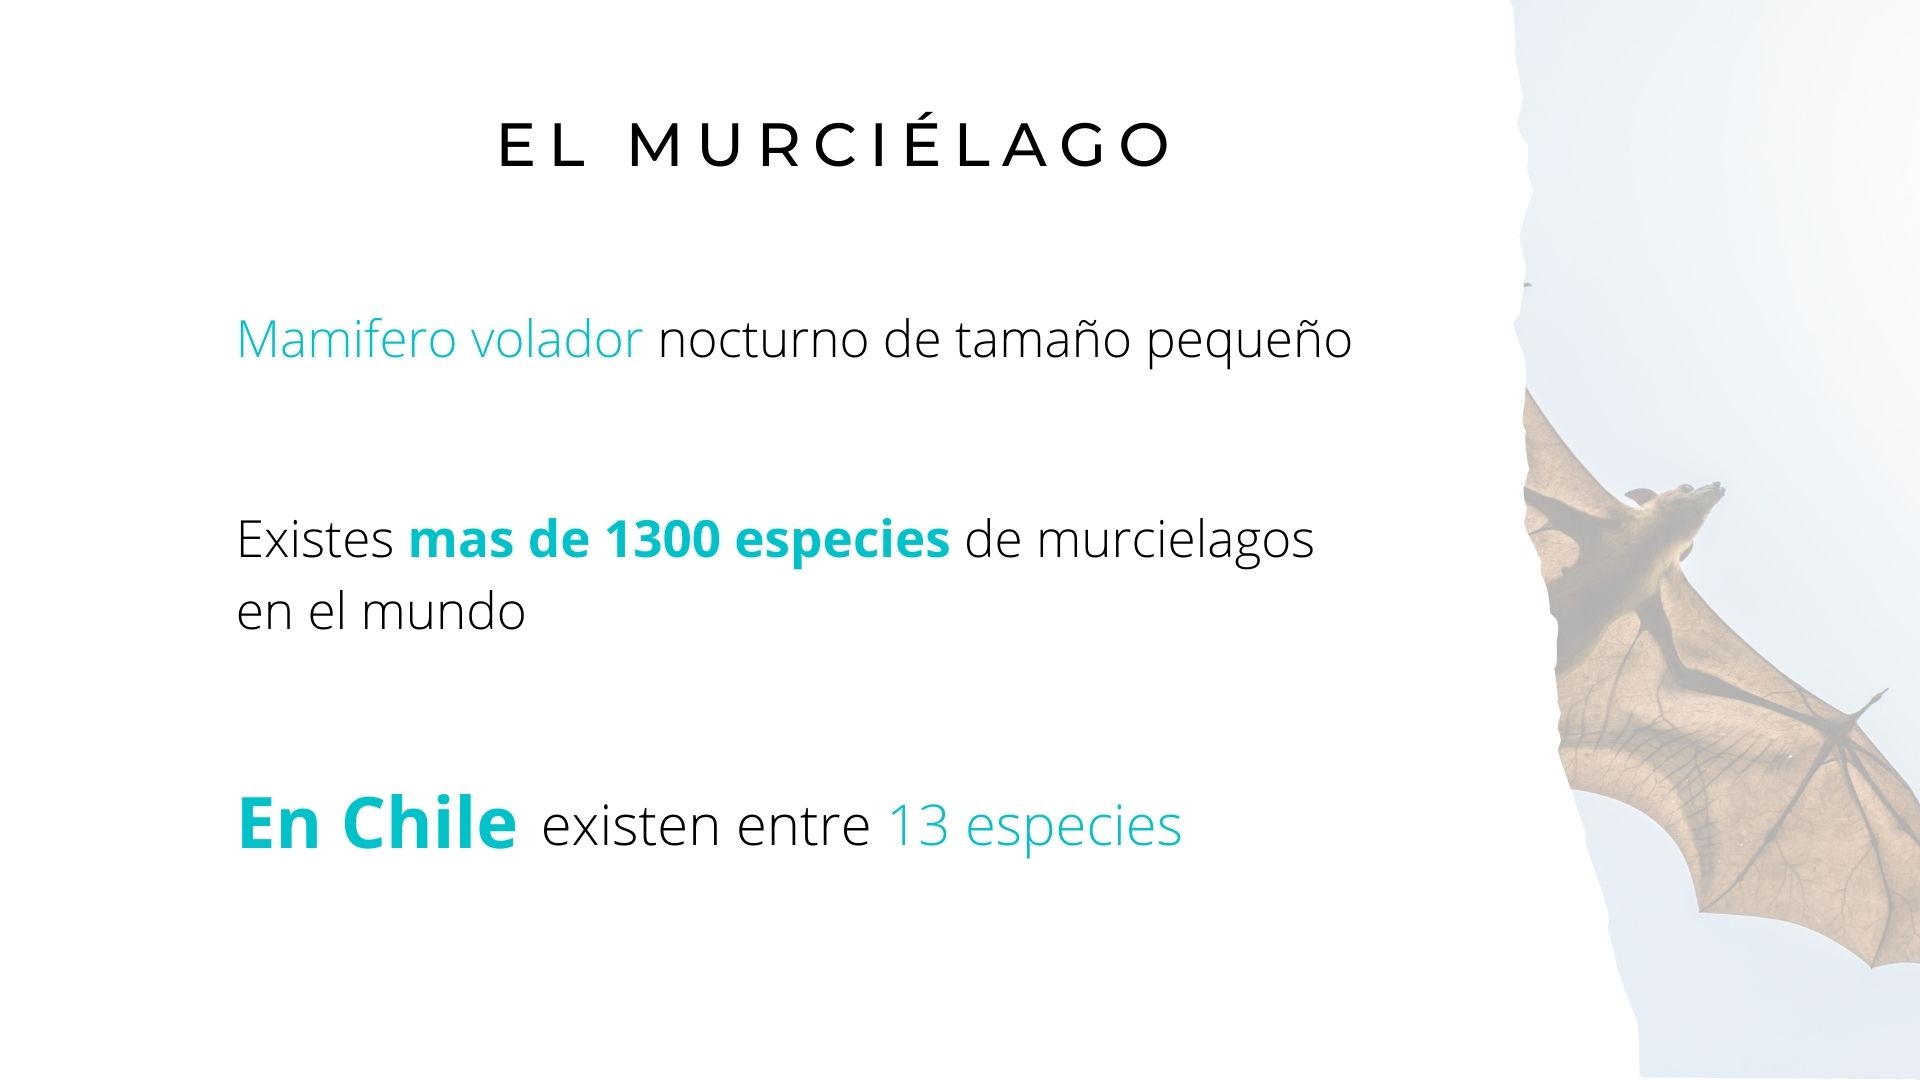 EL MURCIÉLAGO
Mamifero volador nocturno de tamaño pequeño
Existes mas de 1300 especies de murcielagos
en el mundo
En Chile existen entre 13 especies